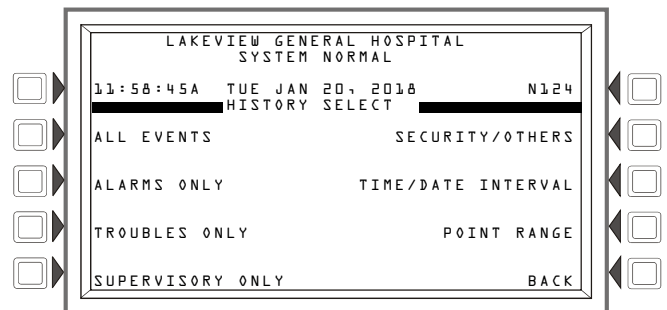 LAKEVIEW GENERAL HOSPITAL
SYSTEM NORMAL
11:58:45A TUE JAN 20, 2018 N124
HISTORY SELECT
ALL EVENTS SECURITY/OTHERS
ALARMS ONLY TIME/DATE INTERVAL
TROUBLES ONLY POINT RANGE
SUPERVISORY ONLY BACK